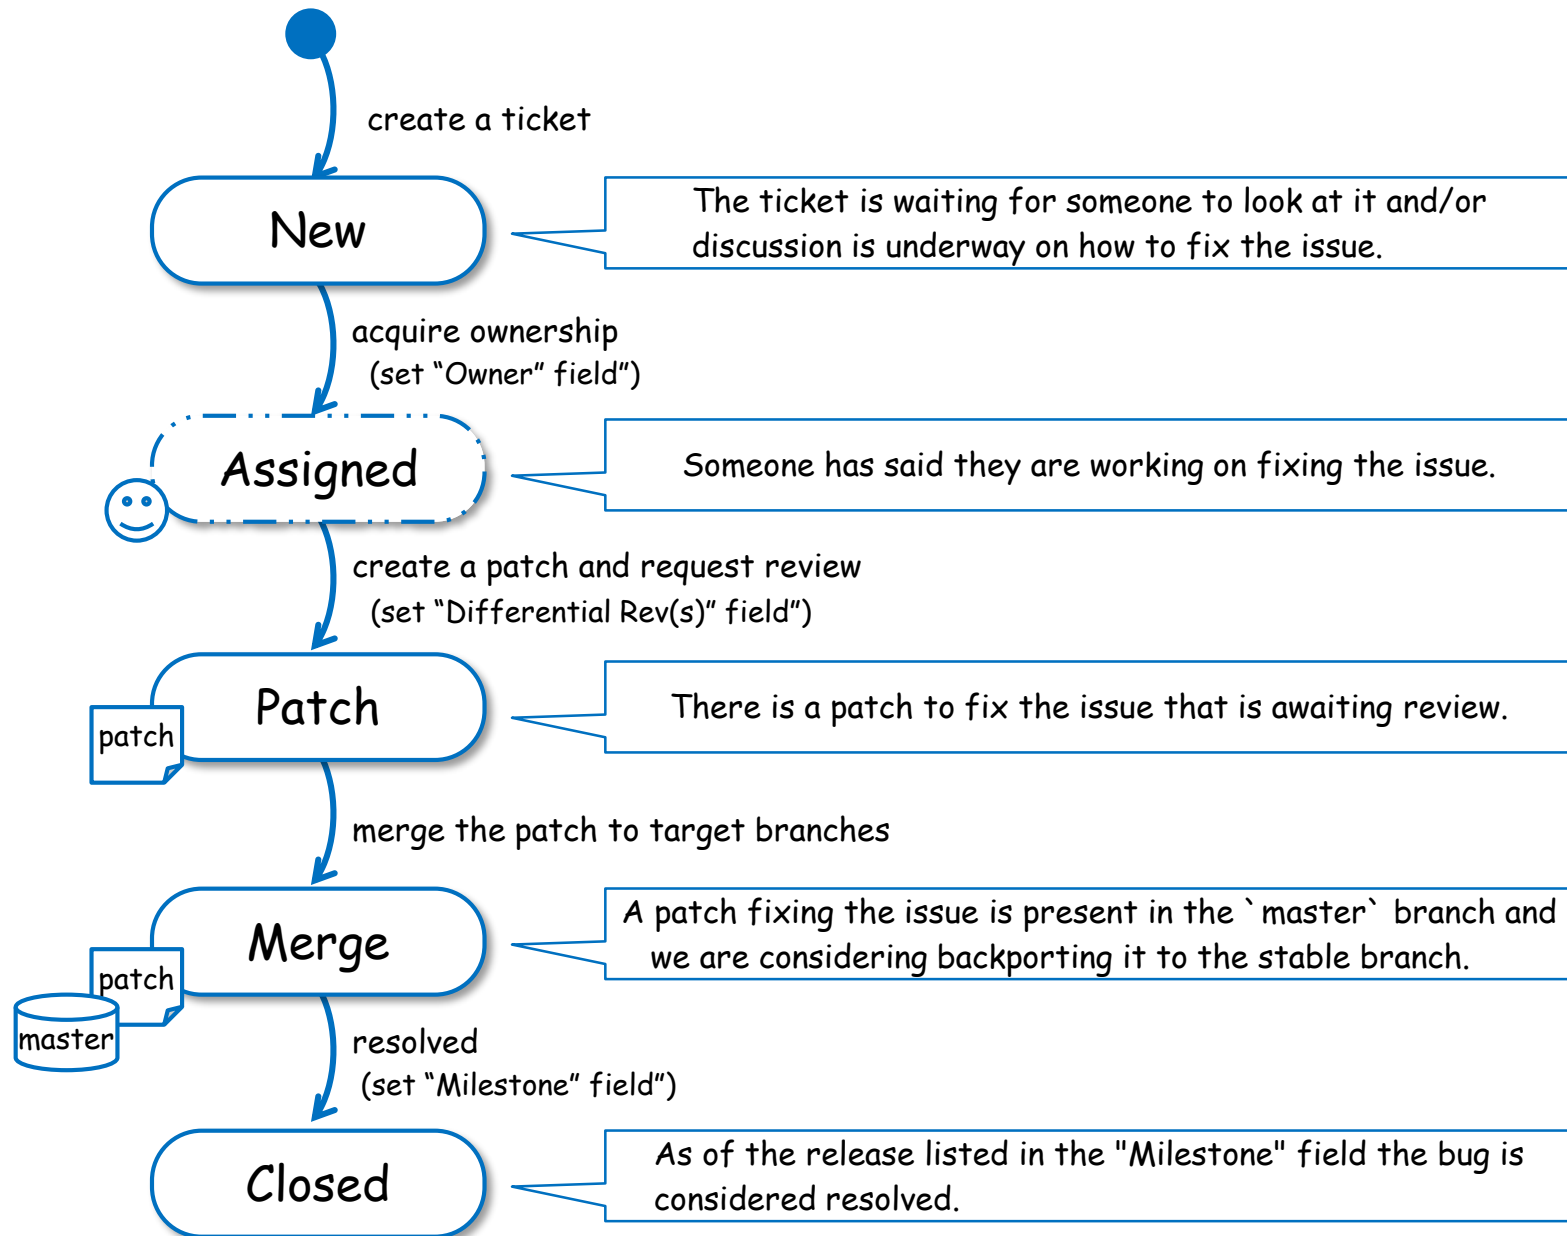 create a ticket
New
The ticket is waiting for someone to look at it and/or
discussion is underway on how to fix the issue.
acquire ownership
(set “Owner” field”)
Assigned
Someone has said they are working on fixing the issue.
create a patch and request review
(set “Differential Rev(s)” field”)
Patch
patch
There is a patch to fix the issue that is awaiting review.
merge the patch to target branches
Merge
patch
master
A patch fixing the issue is present in the `master` branch and
we are considering backporting it to the stable branch.
resolved
(set “Milestone” field”)
Closed
As of the release listed in the "Milestone" field the bug is
considered resolved.